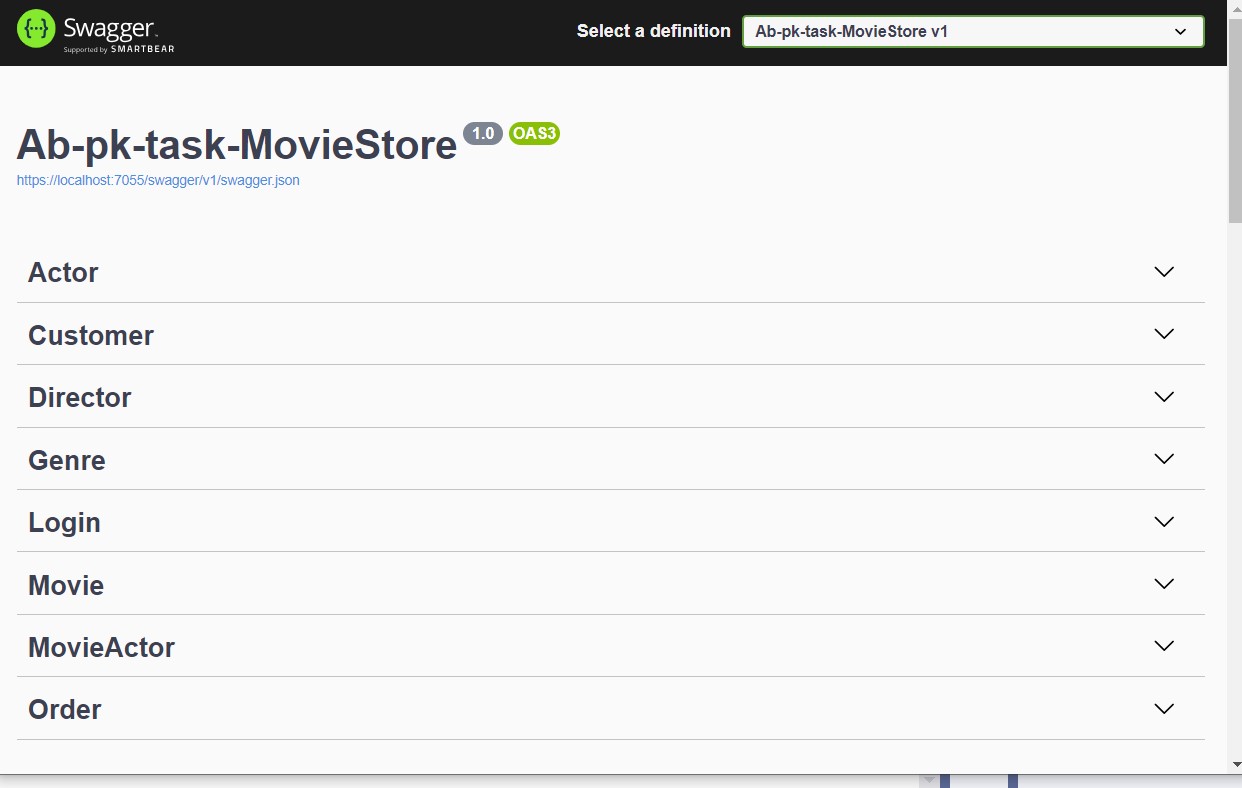 Swagger
Supported by SMARTBEAR
Select a definition
Ab-pk-task-MovieStore v1
Ab-pk-task-MovieStore 1.0 OAS3
https://localhost:7055/swagger/v1/swagger.json
Actor
Customer
Director
Genre
Login
Movie
MovieActor
Order